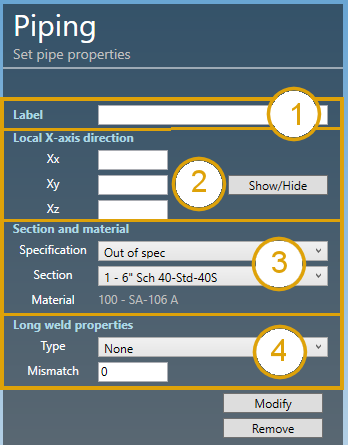 Piping
Set pipe properties
Label
1
Local X-axis direction
Xx
Xy
2
Show/Hide
Xz
Section and material
Specification
Out of spec
3
Section
1 - 6" Sch 40-Std-40S
Material
100 - SA-106 A
Long weld properties
Type
None
4
Mismatch
0
Modify
Remove